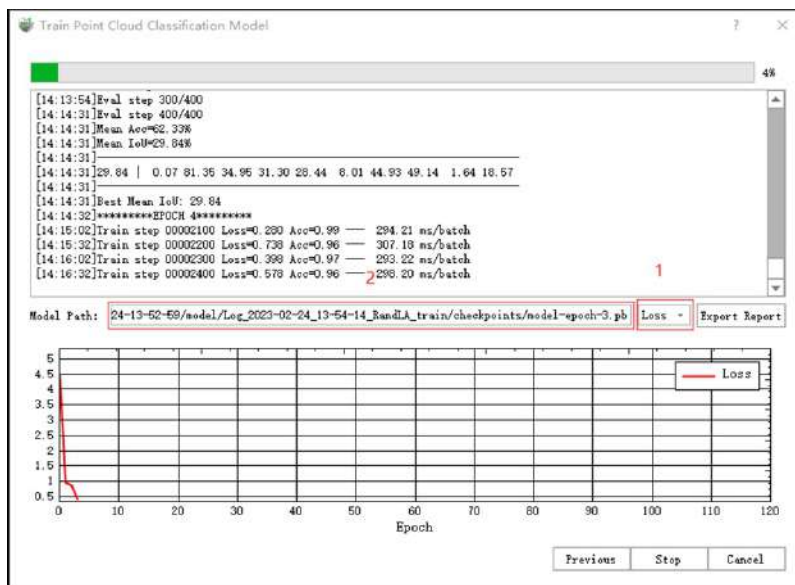 Train Point Cloud Classification Model ? ×
4%
[14:13:54]Eval step 300/400
[14:14:31]Eval step 400/400
[14:14:31]Mean Acc=62.33%
[14:14:31]Mean IoU=29.84%
[14:14:31]
[14:14:31]29.84 | 0.07 81.35 34.95 31.30 28.44 8.01 44.93 49.14 1.64 18.57
[14:14:31]
[14:14:31]Best Mean IoU: 29.84
[14:14:32]*********EPOCH 4*********
[14:15:02]Train step 00002100 Loss=0.280 Acc=0.99 — 294.21 ms/batch
[14:15:32]Train step 00002200 Loss=0.738 Acc=0.96 — 307.18 ms/batch
[14:16:02]Train step 00002300 Loss=0.398 Acc=0.97 — 293.22 ms/batch
[14:16:32]Train step 00002400 Loss=0.578 Acc=0.96 — 298.20 ms/batch
2 1
Model Path: 24-13-52-59/model/Log_2023-02-24_13-54-14_RandLA_train/checkpoints/model-epoch-3.pb Loss Export Report
Loss
5
4.5
4
3.5
3
2.5
2
1.5
1
0.5
0 10 20 30 40 50 60 70 80 90 100 110 120
Epoch
Previous Stop Cancel